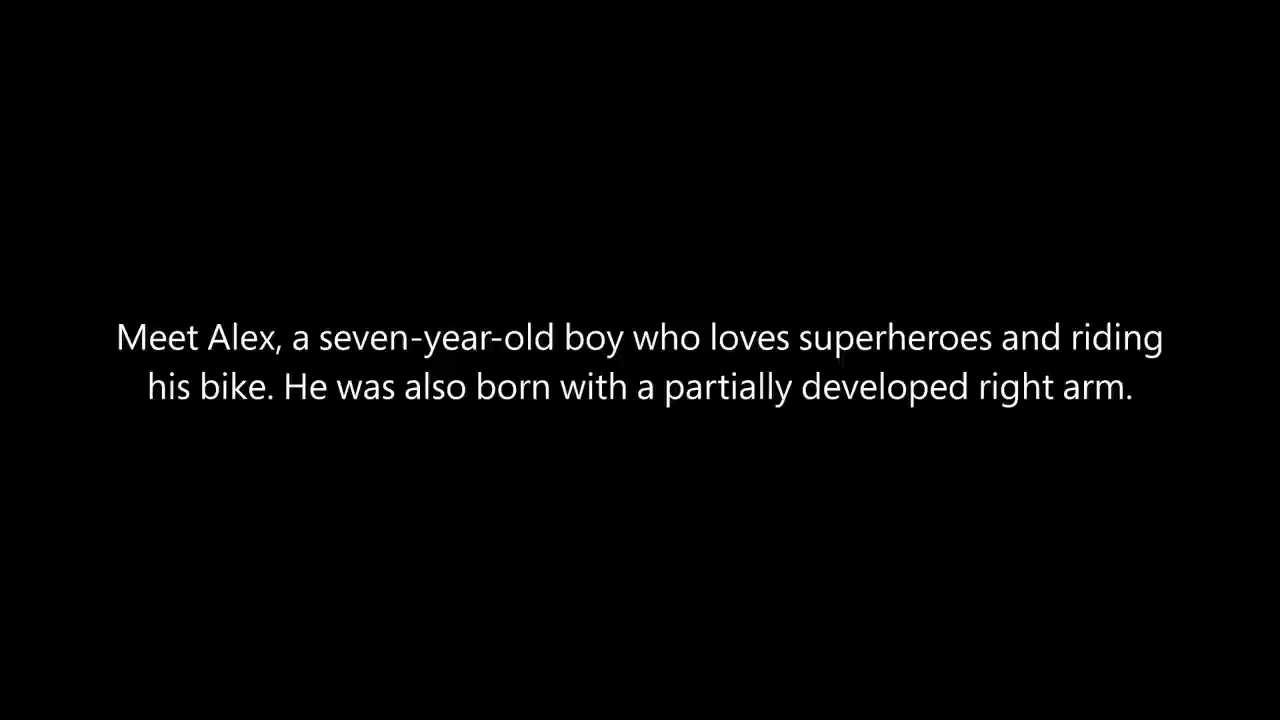 Meet Alex, a seven-year-old boy who loves superheroes and riding
his bike. He was also born with a partially developed right arm.